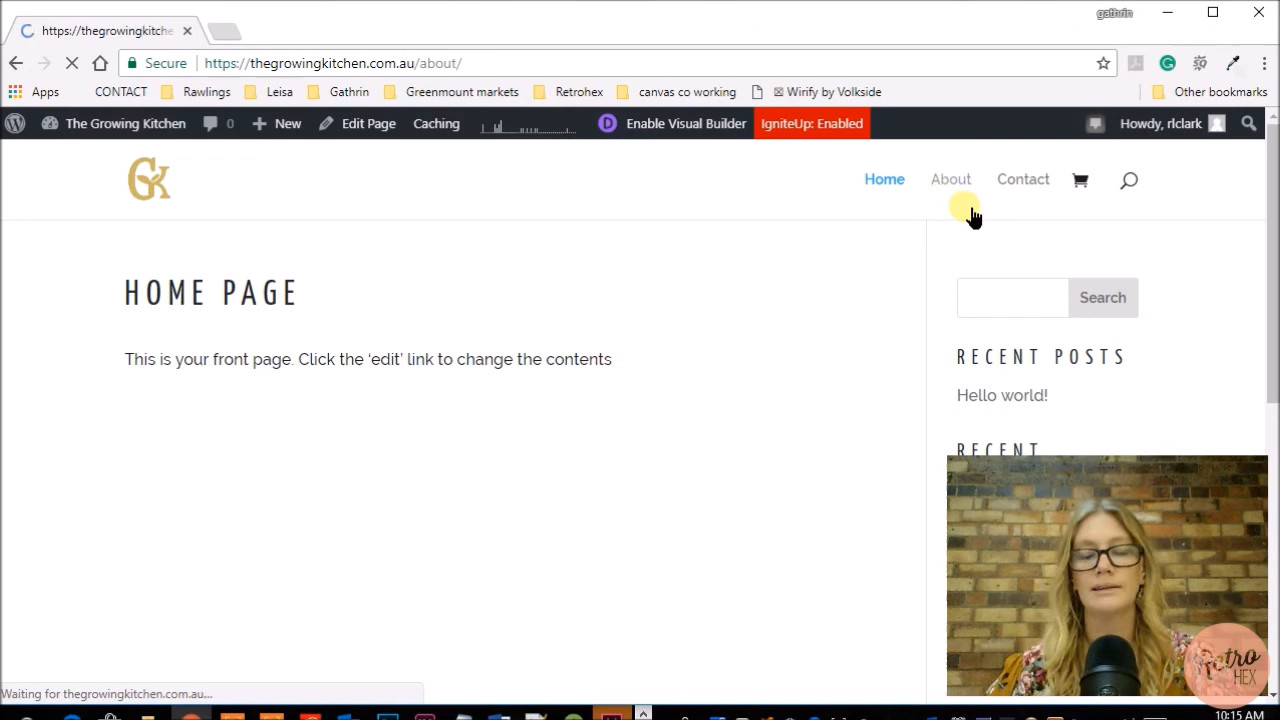 gathrin
https://thegrowingkitche
Secure https://thegrowingkitchen.com.au/about/
Apps CONTACT Rawlings Leisa Gathrin Greenmount markets Retrohex canvas co working Wirify by Volkside Other bookmarks
The Growing Kitchen 0 New Edit Page Caching D Enable Visual Builder IgniteUp: Enabled Howdy, rlclark
GK Home About Contact
HOME PAGE
Search
This is your front page. Click the ‘edit’ link to change the contents
RECENT POSTS
Hello world!
RECENT
Retro
HEX
Waiting for thegrowingkitchen.com.au...
10:15 AM